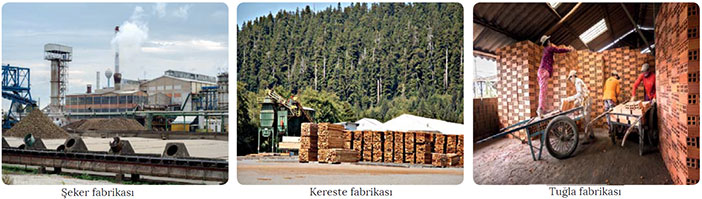 Şeker fabrikası
Kereste fabrikası
Tuğla fabrikası